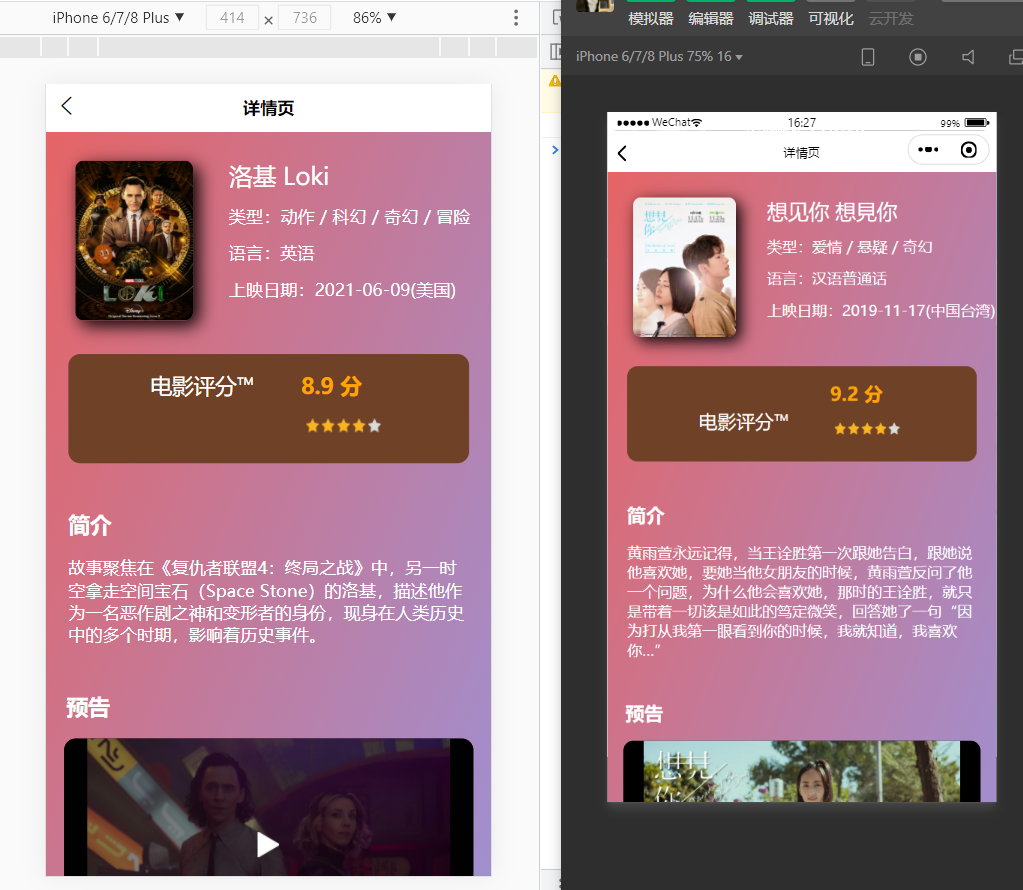 iPhone 6/7/8 Plus ▼ 414 × 736 86% ▼
详情页
洛基 Loki
类型：动作 / 科幻 / 奇幻 / 冒险
语言：英语
上映日期：2021-06-09(美国)
LOKI
电影评分™ 8.9 分
简介
故事聚焦在《复仇者联盟4：终局之战》中，另一时
空拿走空间宝石（Space Stone）的洛基，描述他作
为一名恶作剧之神和变形者的身份，现身在人类历史
中的多个时期，影响着历史事件。
预告
模拟器 编辑器 调试器 可视化 云开发
iPhone 6/7/8 Plus 75% 16
WeChat 16:27 99%
详情页
想見你
想见你 想見你
类型：爱情 / 悬疑 / 奇幻
语言：汉语普通话
上映日期：2019-11-17(中国台湾)
9.2 分
电影评分™
简介
黄雨萱永远记得，当王诠胜第一次跟她告白，跟她说
他喜欢她，要她当他女朋友的时候，黄雨萱反问了他
一个问题，为什么他会喜欢她，那时的王诠胜，就只
是带着一切该是如此的笃定微笑，回答她了一句“因
为打从我第一眼看到你的时候，我就知道，我喜欢
你...”
预告
想見
你